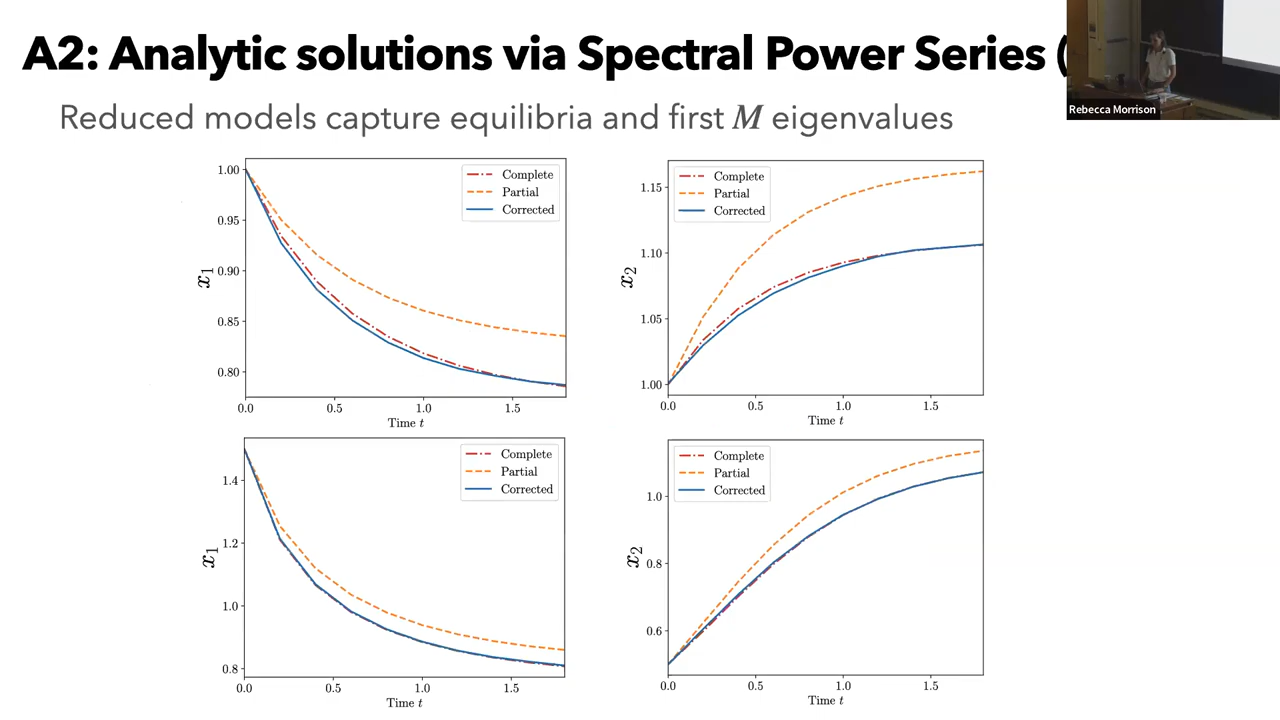 A2: Analytic solutions via Spectral Power Series (
Rebecca Morrison
Reduced models capture equilibria and first M eigenvalues
1.00
0.95
0.90
0.85
0.80
x₁
Complete
Partial
Corrected
0.0 0.5 1.0 1.5
Time t
1.15
1.10
1.05
1.00
x₂
Complete
Partial
Corrected
0.0 0.5 1.0 1.5
Time t
1.4
1.2
1.0
0.8
x₁
Complete
Partial
Corrected
0.0 0.5 1.0 1.5
Time t
1.0
0.8
0.6
x₂
Complete
Partial
Corrected
0.0 0.5 1.0 1.5
Time t